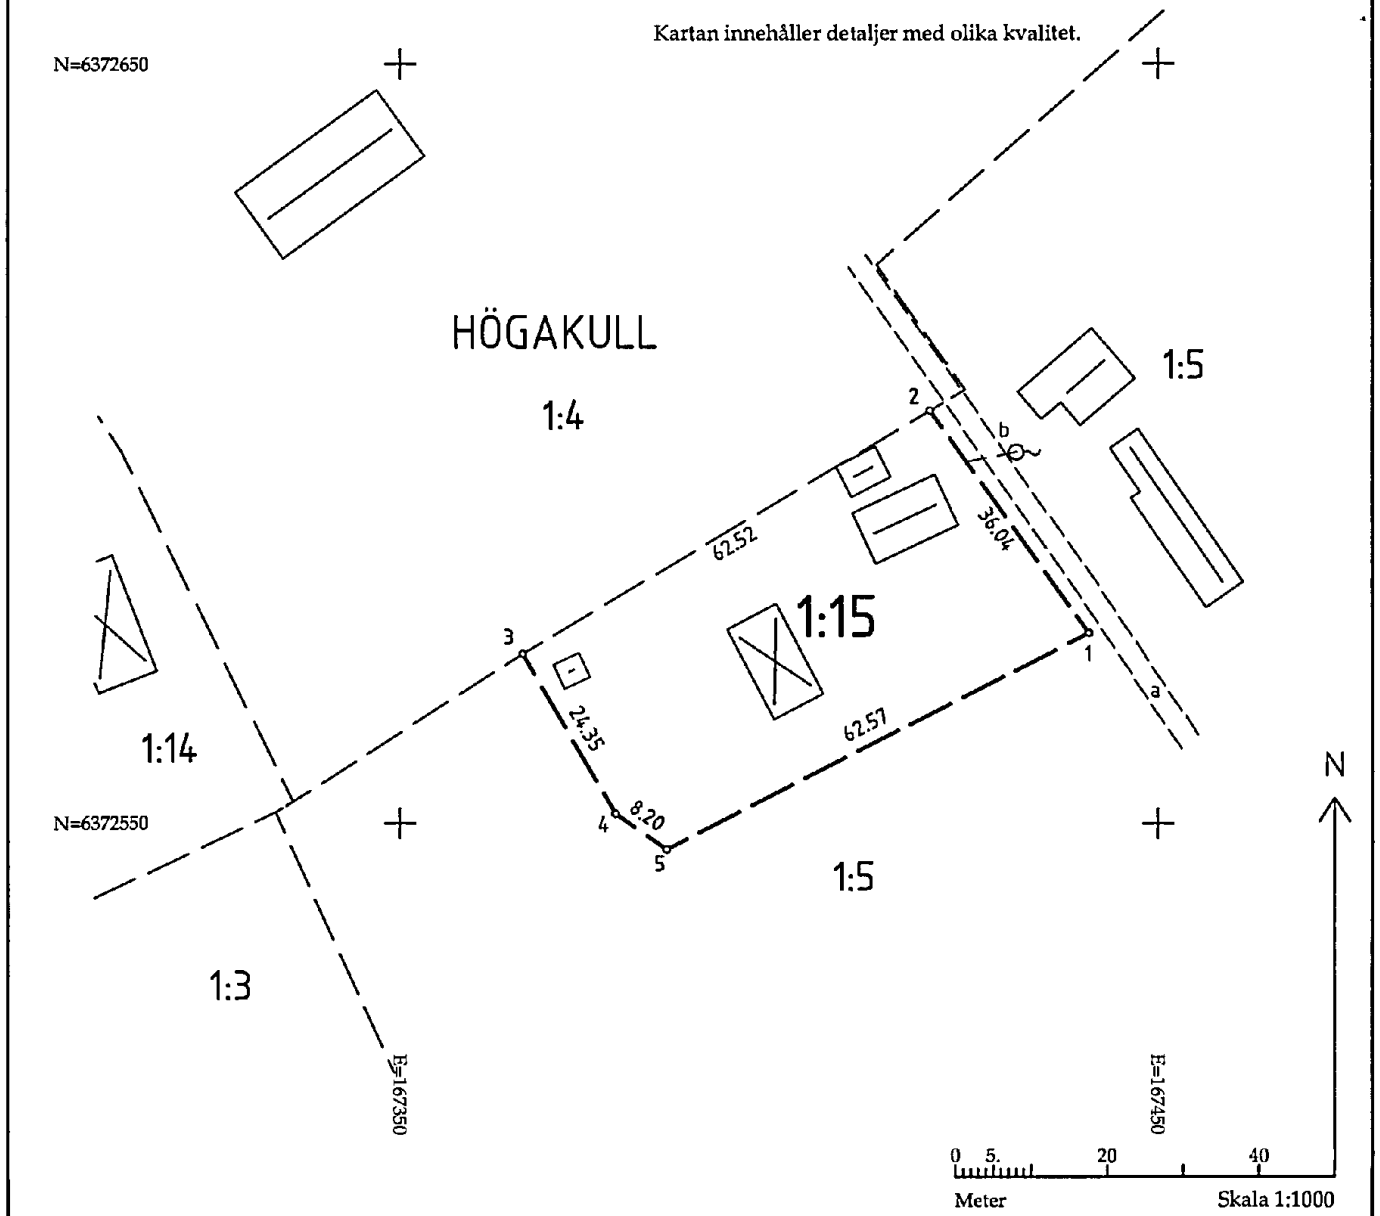 Kartan innehåller detaljer med olika kvalitet.
N=6372650
HÖGAKULL
1:5
1:4
2
b
36.04
62.52
1:15
3
1
24.35
62.57
a
1:14
N
N=6372550
8.20
4
5
1:5
1:3
E=167350
E=167450
0 5. 20 40
Meter
Skala 1:1000